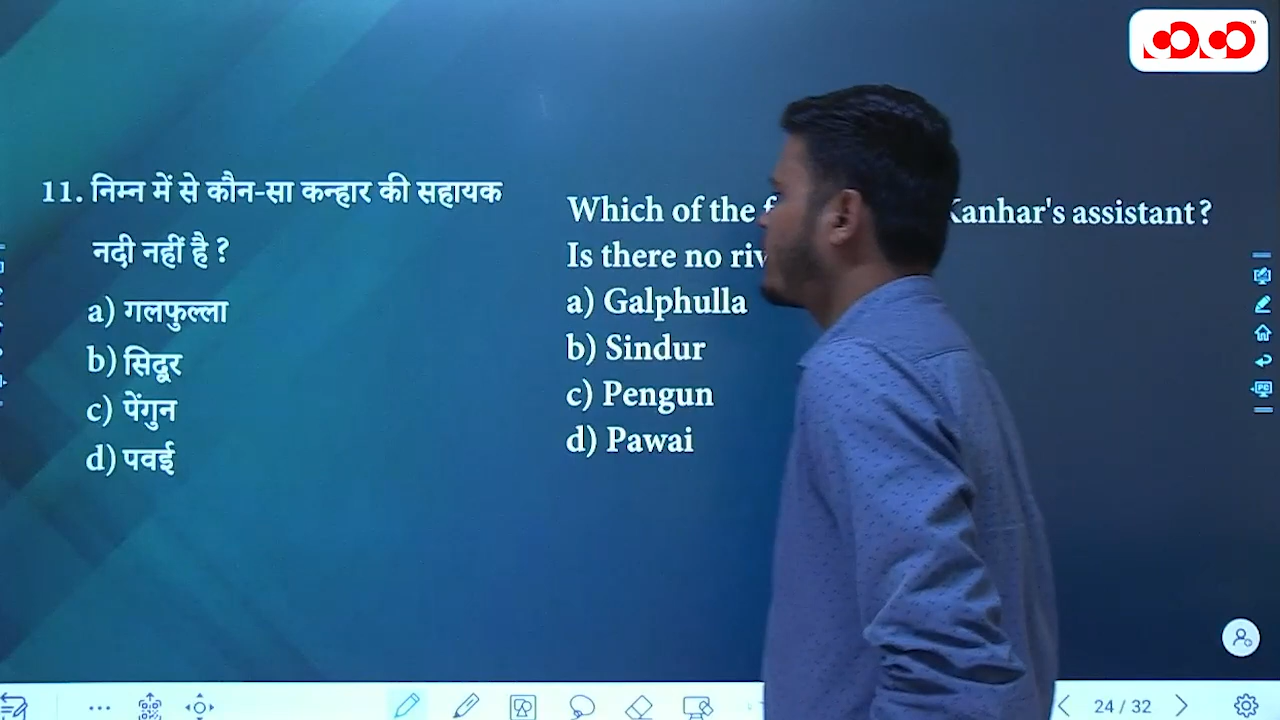 11. निम्न में से कौन-सा कन्हार की सहायक
नदी नहीं है ?
a) गलफुल्ला
b) सिदूर
c) पेंगुन
d) पवई
Which of the Kanhar's assistant ?
Is there no
a) Galphulla
b) Sindur
c) Pengun
d) Pawai
24 / 32